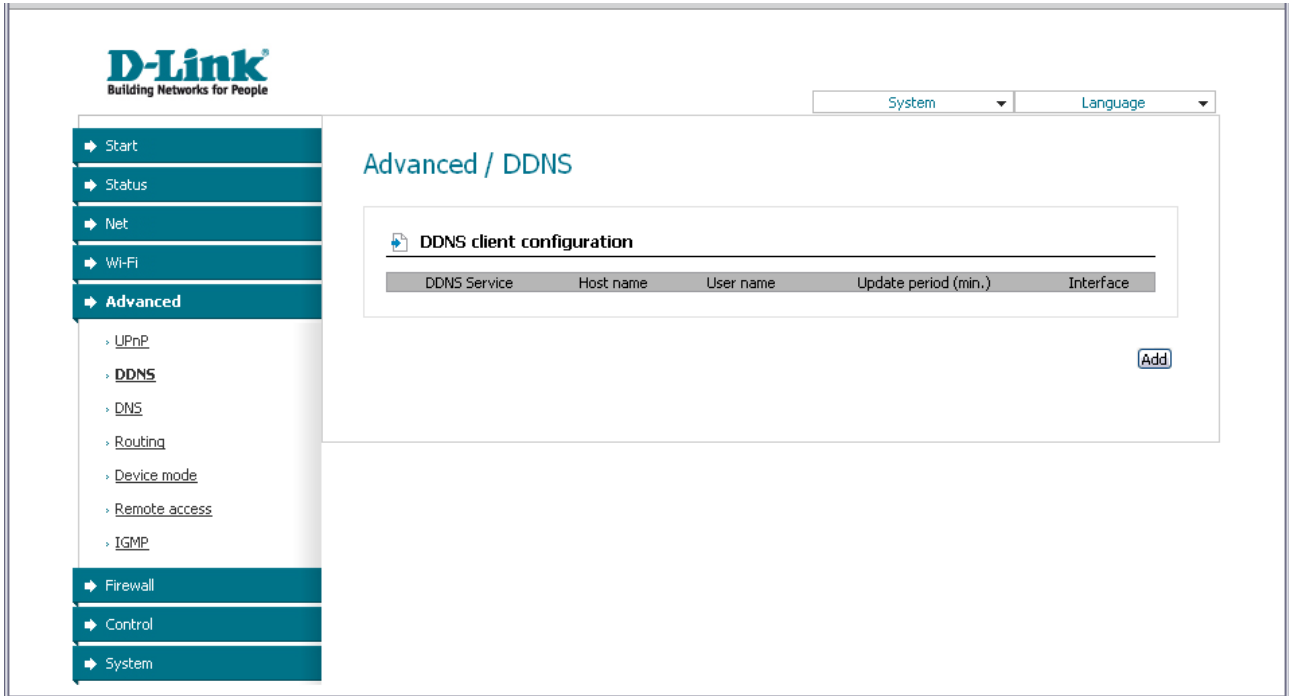 D-Link
Building Networks for People
System Language
Start
Status
Net
Wi-Fi
Advanced
UPnP
DDNS
DNS
Routing
Device mode
Remote access
IGMP
Firewall
Control
System
Advanced / DDNS
DDNS client configuration
DDNS Service Host name User name Update period (min.) Interface
Add